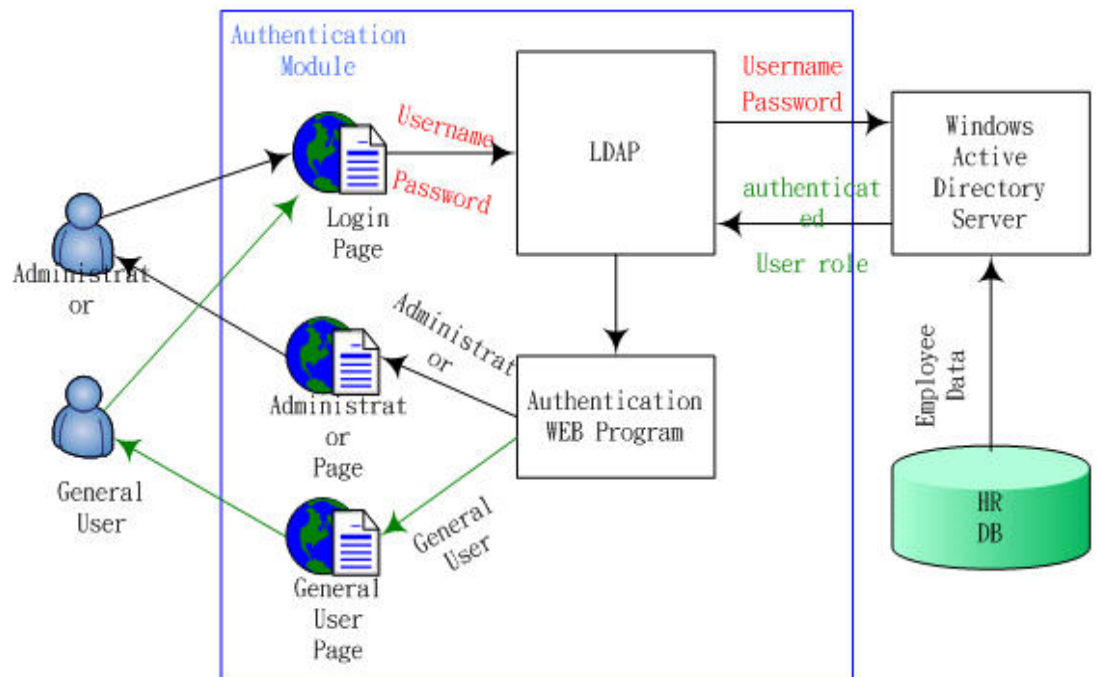 Authentication
Module
Username
Password
Login
Page
LDAP
Username
Password
Windows
Active
Directory
Server
authenticat
ed
User role
Administrat
or
Administrat
or
Administrat
or
Page
Authentication
WEB Program
Employee
Data
General
User
General
User
General
User
Page
HR
DB